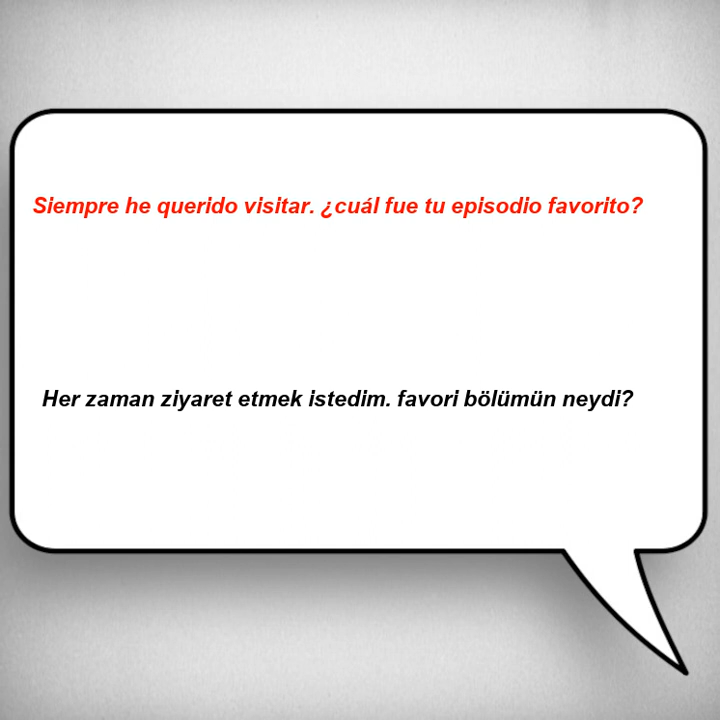 Siempre he querido visitar. ¿cuál fue tu episodio favorito?
Her zaman ziyaret etmek istedim. favori bölümün neydi?